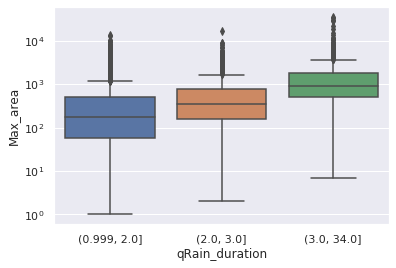 10⁴
10³
10²
10¹
10⁰
Max_area
(0.999, 2.0] (2.0, 3.0] (3.0, 34.0]
qRain_duration